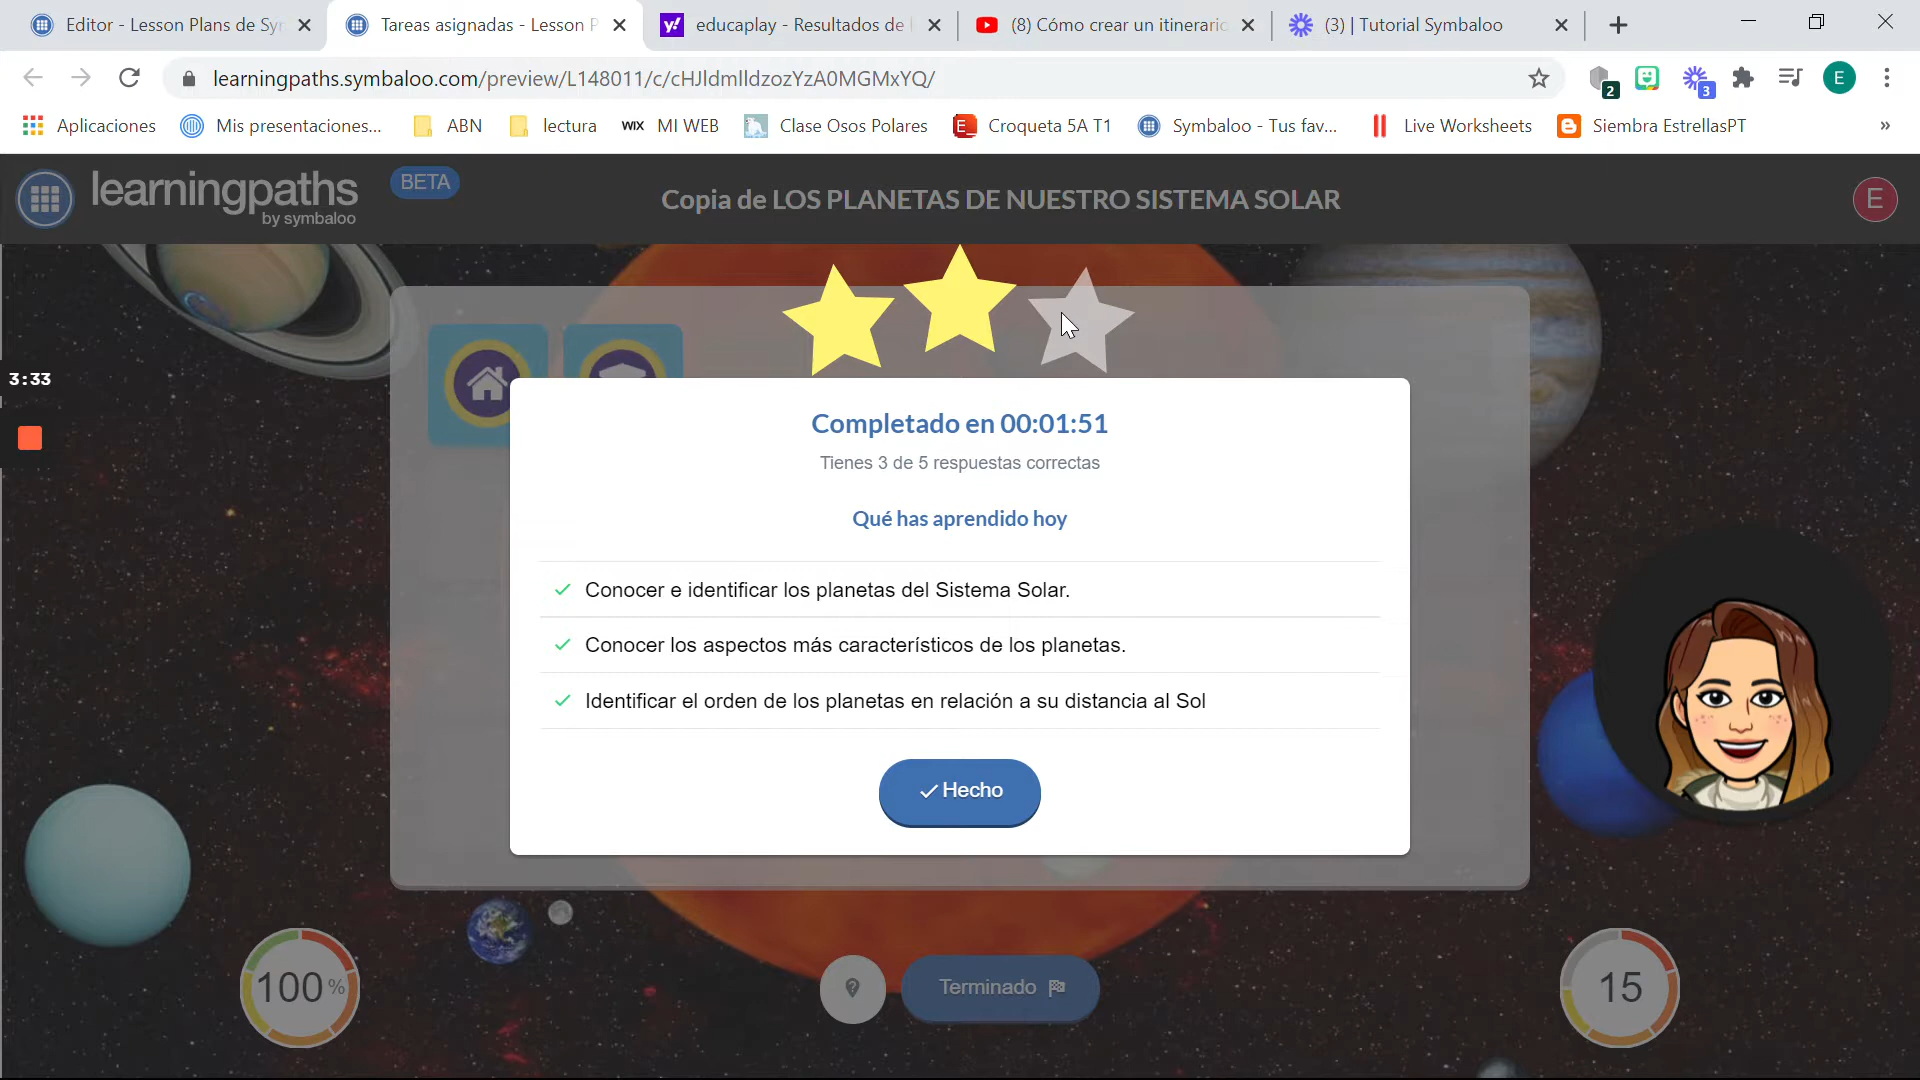 Editor - Lesson Plans de Sy
Tareas asignadas - Lesson P
educaplay - Resultados de
(8) Cómo crear un itinerario
(3) | Tutorial Symbaloo
learningpaths.symbaloo.com/preview/L148011/c/cHJldmlldzozYzA0MGMxYQ/
2
3
E
Aplicaciones
Mis presentaciones...
ABN
lectura
WIX MI WEB
Clase Osos Polares
Croqueta 5A T1
Symbaloo - Tus fav...
Live Worksheets
Siembra EstrellasPT
»
learningpaths
by symbaloo
BETA
Copia de LOS PLANETAS DE NUESTRO SISTEMA SOLAR
E
3:33
Completado en 00:01:51
Tienes 3 de 5 respuestas correctas
Qué has aprendido hoy
Conocer e identificar los planetas del Sistema Solar.
Conocer los aspectos más característicos de los planetas.
Identificar el orden de los planetas en relación a su distancia al Sol
Hecho
100%
?
Terminado
15